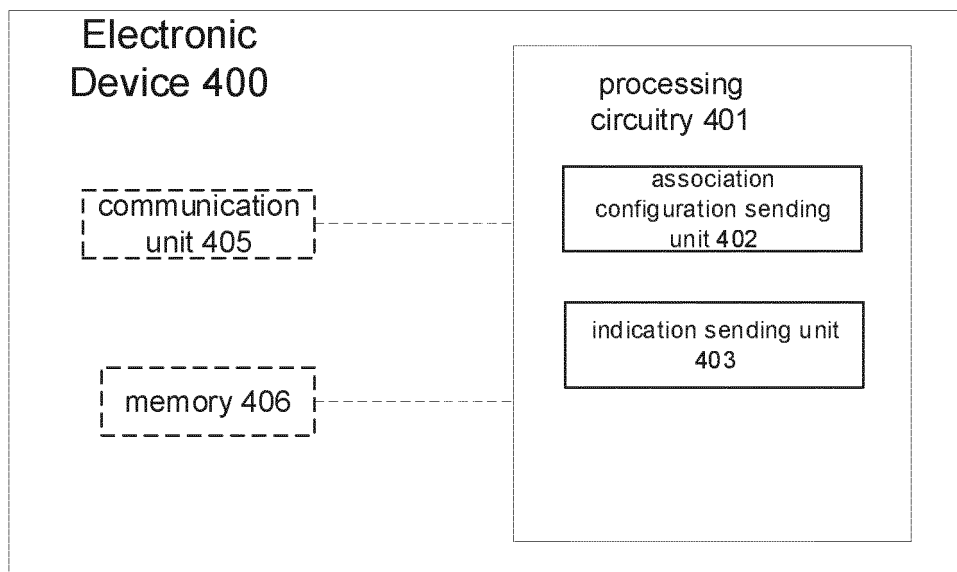 Electronic
Device 400
processing
circuitry 401
association
configuration sending
unit 402
communication
unit 405
indication sending unit
403
memory 406